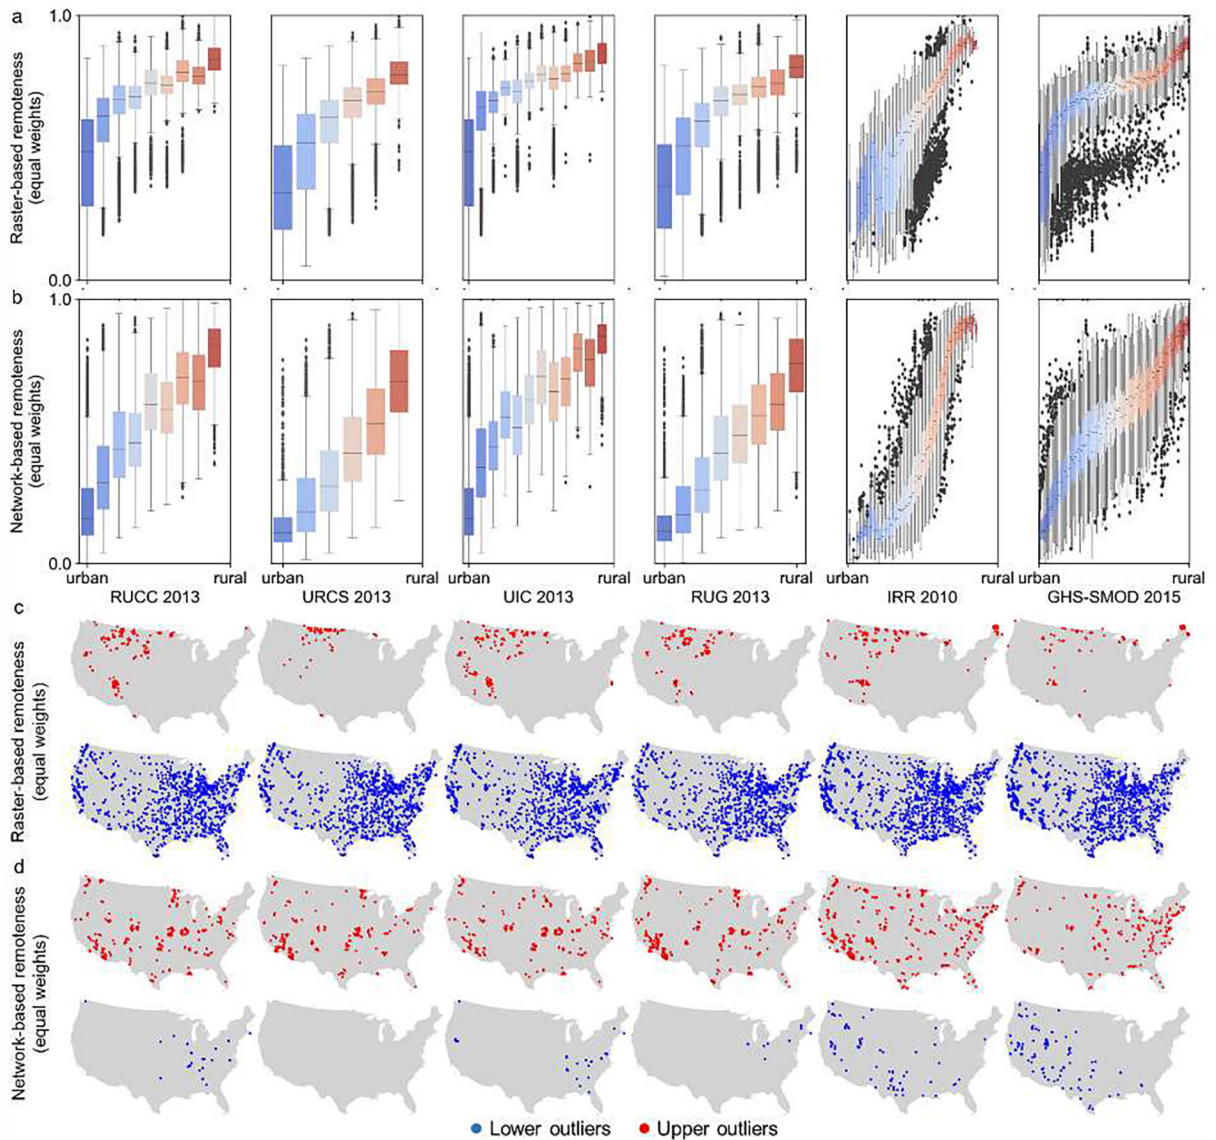 a
Raster-based remoteness
(equal weights)
1.0
0.0
b
Network-based remoteness
(equal weights)
1.0
0.0
urban rural
urban rural
urban rural
urban rural
urban rural
urban rural
RUCC 2013
URCS 2013
UIC 2013
RUG 2013
IRR 2010
GHS-SMOD 2015
c
Raster-based remoteness
(equal weights)
d
Network-based remoteness
(equal weights)
Lower outliers
Upper outliers